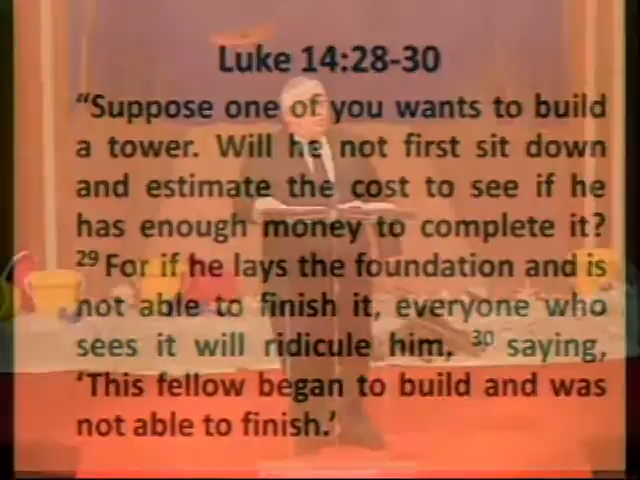 Luke 14:28-30
“Suppose one of you wants to build
a tower. Will he not first sit down
and estimate the cost to see if he
has enough money to complete it?
29 For if he lays the foundation and is
not able to finish it, everyone who
sees it will ridicule him, 30 saying,
‘This fellow began to build and was
not able to finish.’